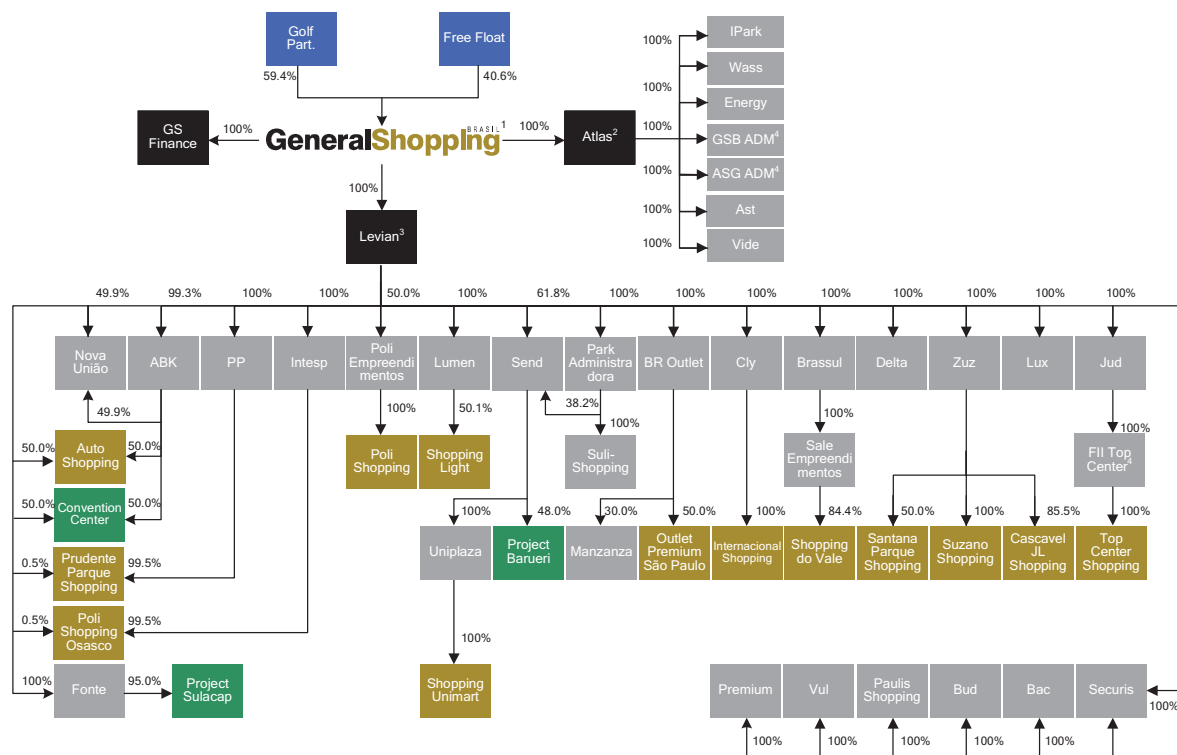 Golf
Part.
Free Float
59.4%
40.6%
GS
Finance
100%
GeneralShopping
BRASIL
1
100%
Atlas²
100%
IPark
100%
Wass
100%
Energy
100%
GSB ADM⁴
100%
ASG ADM⁴
100%
Ast
100%
Vide
100%
100%
Levian³
49.9%
99.3%
100%
100%
50.0%
100%
61.8%
100%
100%
100%
100%
100%
100%
100%
100%
Nova
União
ABK
PP
Intesp
Poli
Empreendi
mentos
Lumen
Send
Park
Administra
dora
BR Outlet
Cly
Brassul
Delta
Zuz
Lux
Jud
49.9%
100%
50.1%
38.2%
100%
100%
100%
50.0%
Auto
Shopping
50.0%
Poli
Shopping
Shopping
Light
Suli-
Shopping
Sale
Empreendi
mentos
FII Top
Center⁴
50.0%
Convention
Center
50.0%
100%
48.0%
30.0%
50.0%
100%
84.4%
50.0%
100%
85.5%
100%
Uniplaza
Project
Barueri
Manzanza
Outlet
Premium
São Paulo
Internacional
Shopping
Shopping
do Vale
Santana
Parque
Shopping
Suzano
Shopping
Cascavel
JL
Shopping
Top
Center
Shopping
0.5%
Prudente
Parque
Shopping
99.5%
0.5%
Poli
Shopping
Osasco
99.5%
100%
100%
Fonte
95.0%
Project
Sulacap
Shopping
Unimart
Premium
Vul
Paulis
Shopping
Bud
Bac
Securis
100%
100%
100%
100%
100%
100%
100%